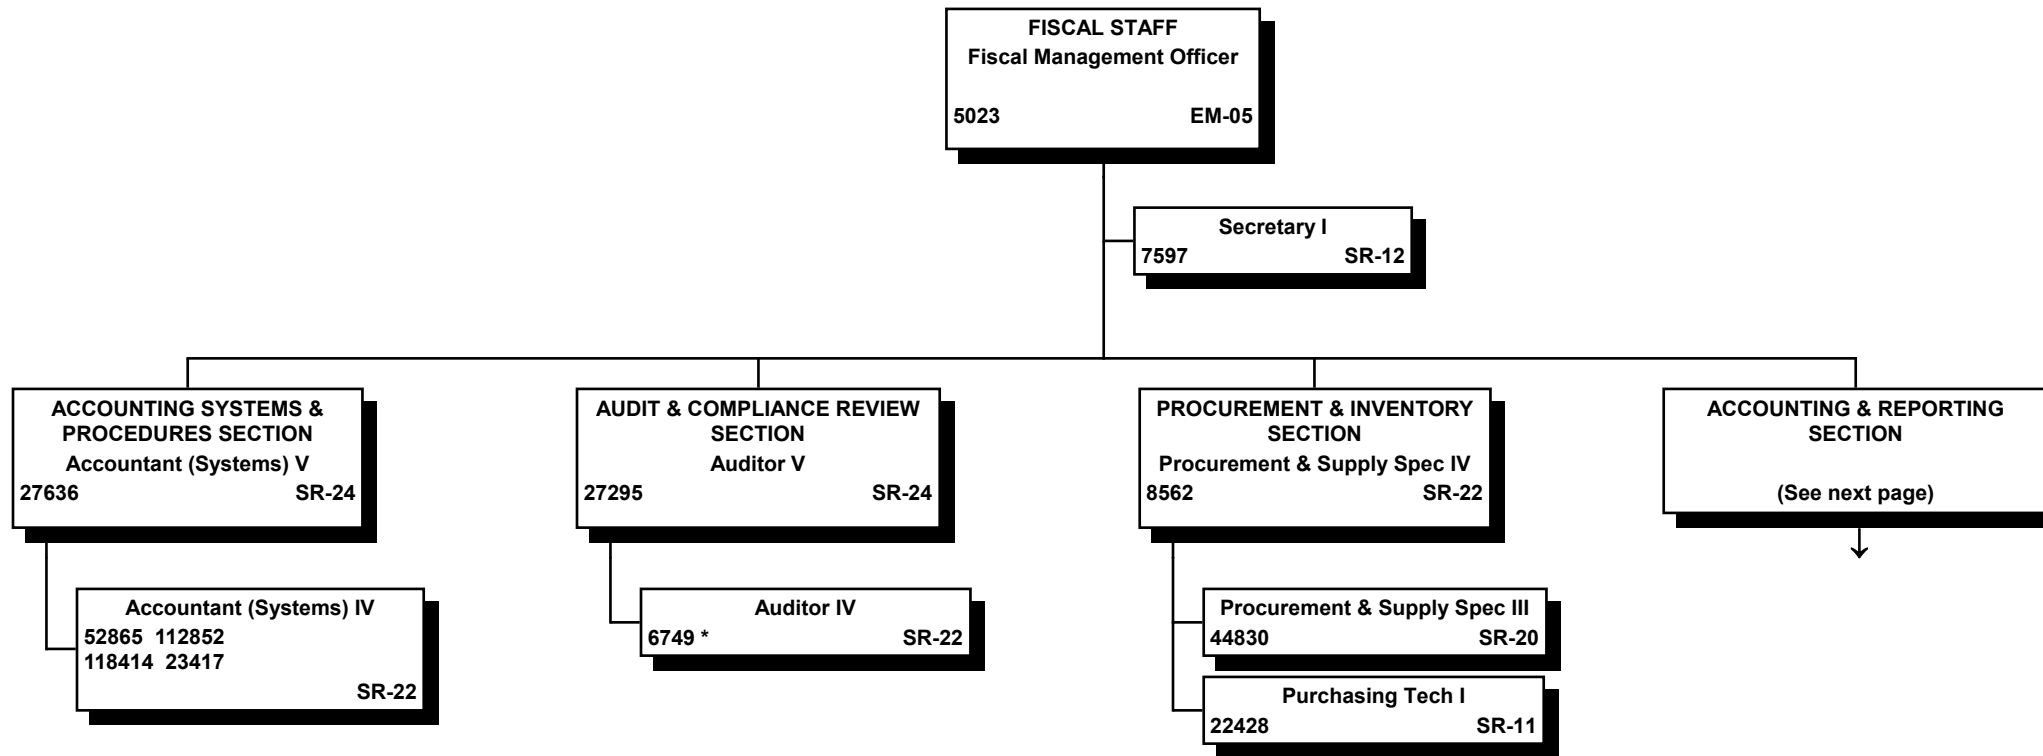 FISCAL STAFF
Fiscal Management Officer
5023 EM-05
Secretary I
7597 SR-12
ACCOUNTING SYSTEMS &
PROCEDURES SECTION
Accountant (Systems) V
27636 SR-24
Accountant (Systems) IV
52865 112852
118414 23417
SR-22
AUDIT & COMPLIANCE REVIEW
SECTION
Auditor V
27295 SR-24
Auditor IV
6749 * SR-22
PROCUREMENT & INVENTORY
SECTION
Procurement & Supply Spec IV
8562 SR-22
Procurement & Supply Spec III
44830 SR-20
Purchasing Tech I
22428 SR-11
ACCOUNTING & REPORTING
SECTION
(See next page)